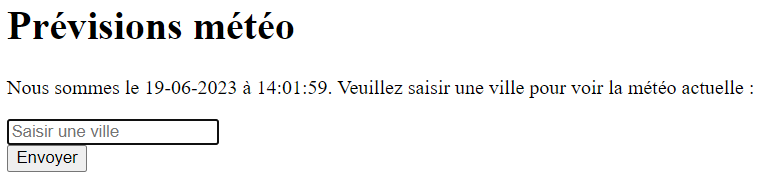 Prévisions météo
Nous sommes le 19-06-2023 à 14:01:59. Veuillez saisir une ville pour voir la météo actuelle :
Saisir une ville
Envoyer